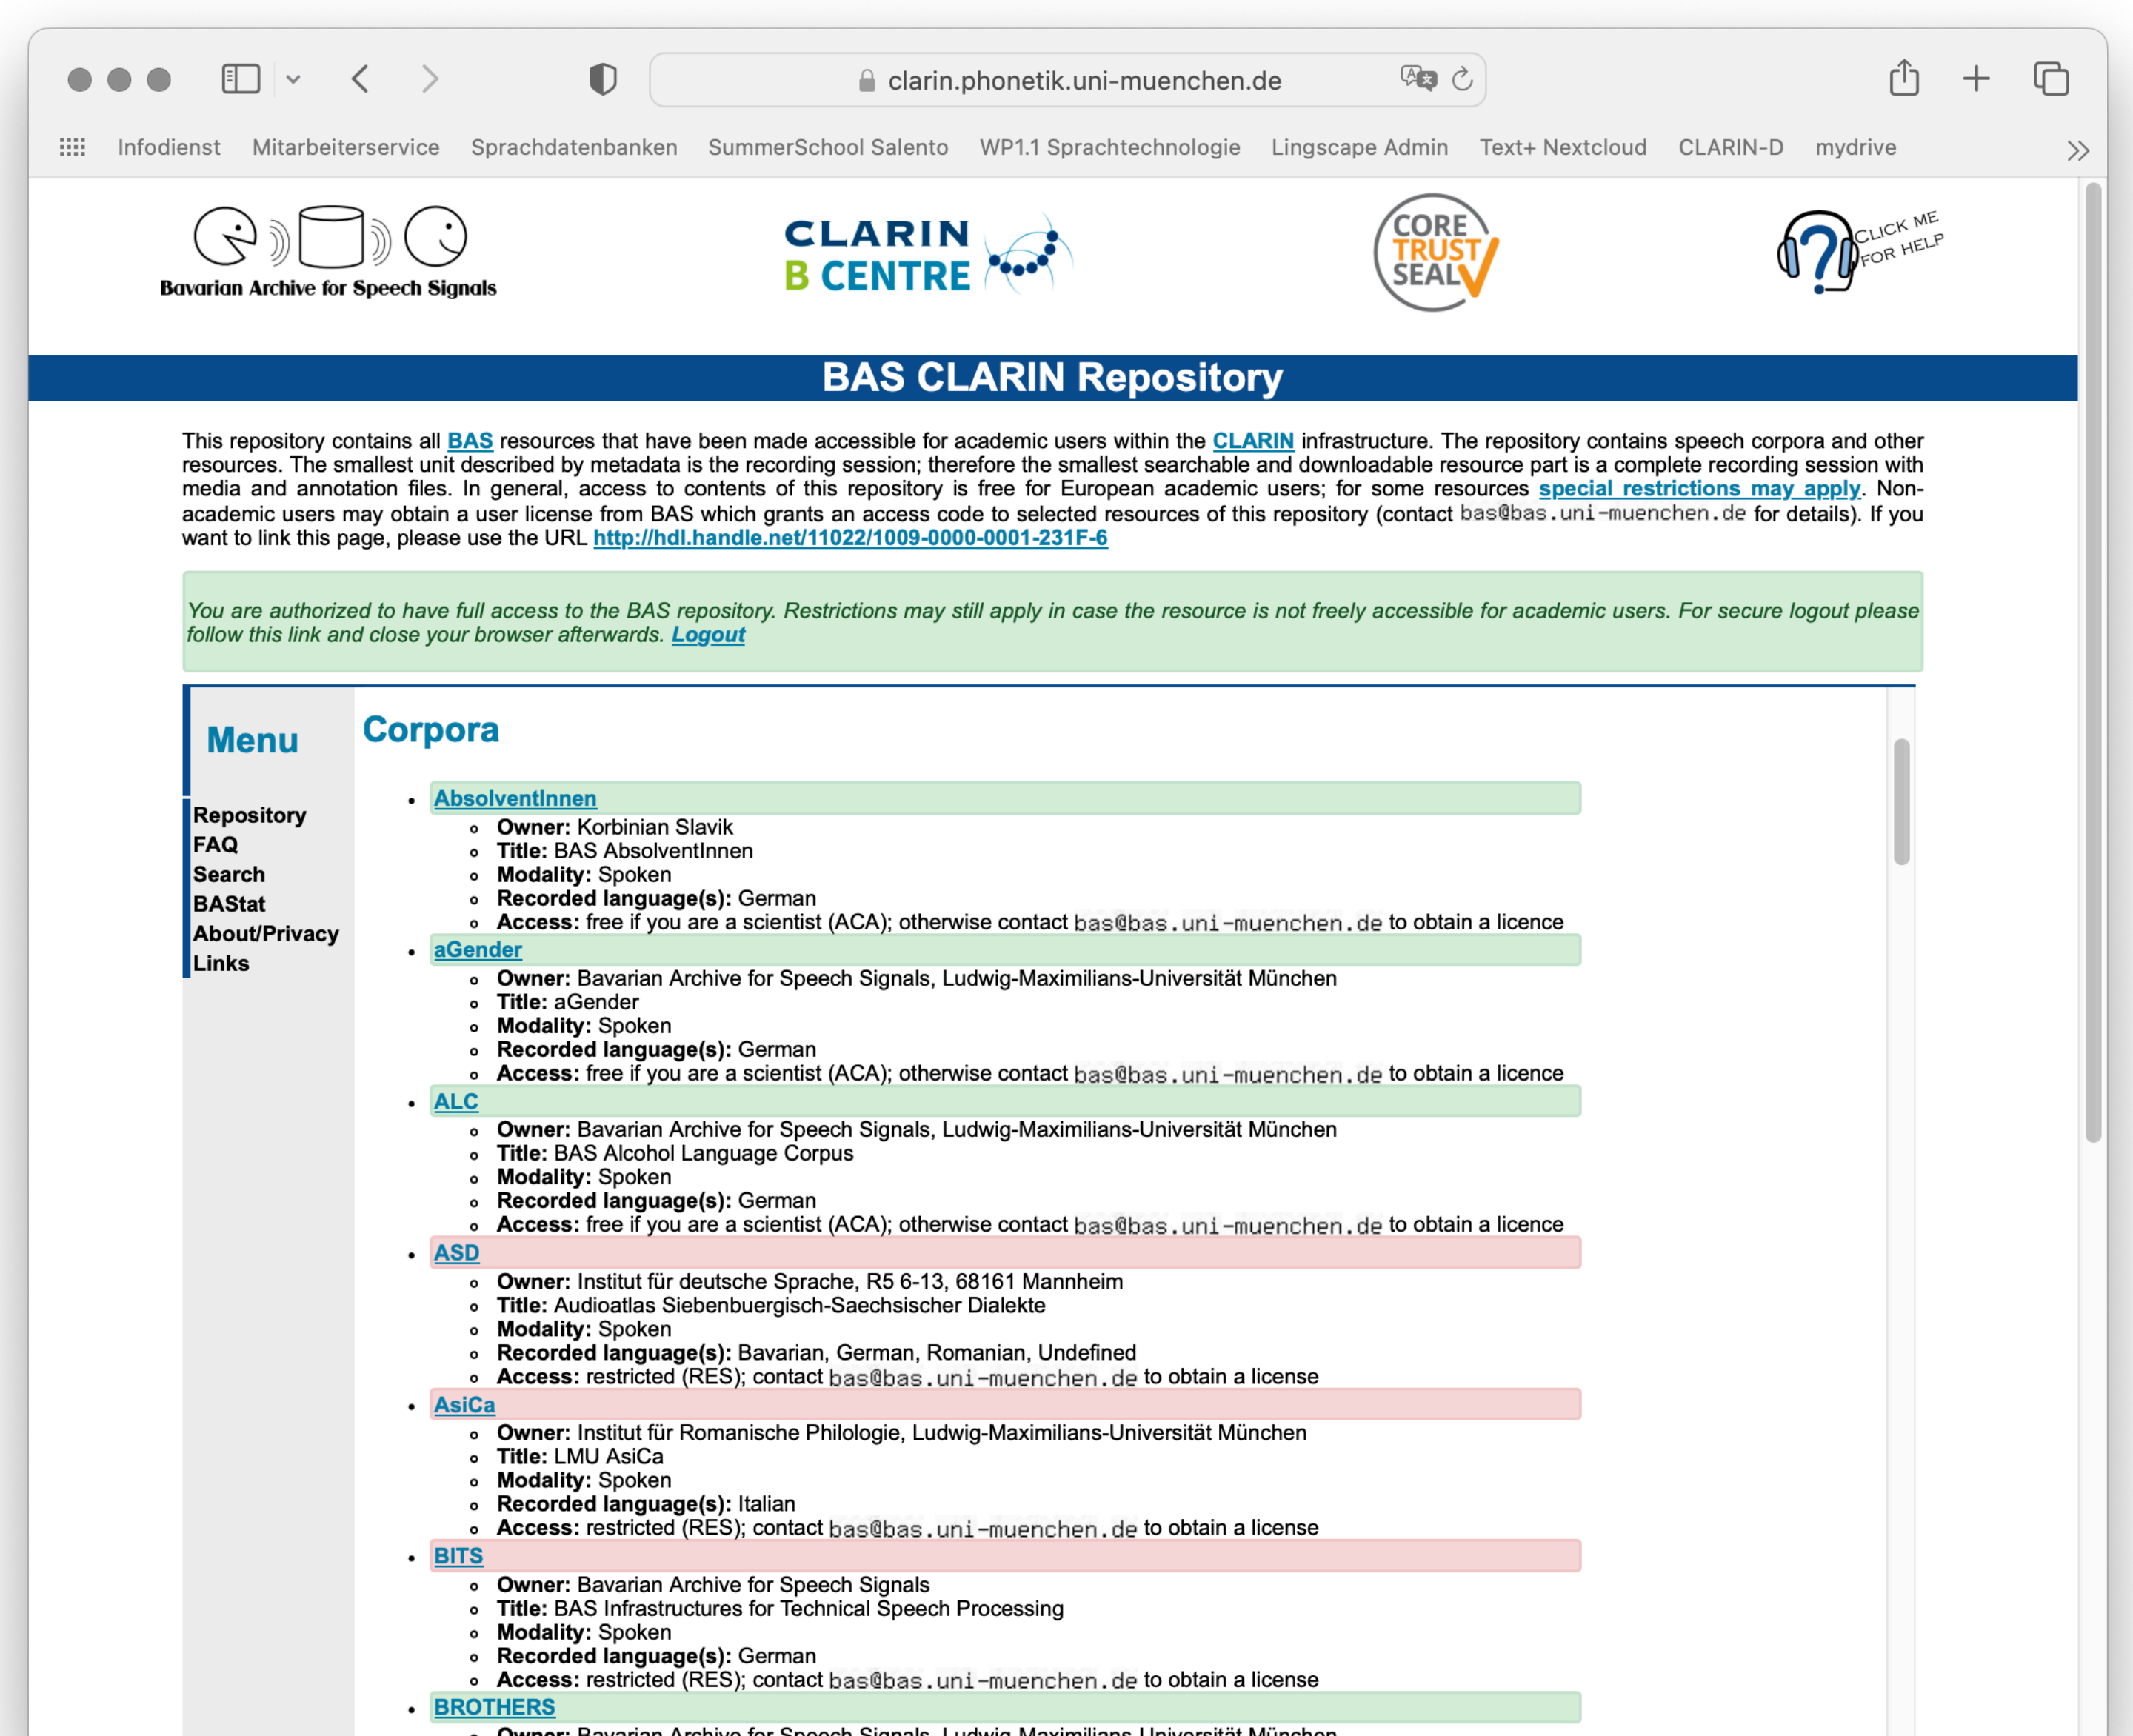 clarin.phonetik.uni-muenchen.de
Infodienst Mitarbeiterservice Sprachdatenbanken SummerSchool Salento WP1.1 Sprachtechnologie Lingscape Admin Text+ Nextcloud CLARIN-D mydrive
Bavarian Archive for Speech Signals
CLARIN
B CENTRE
CORE
TRUST
SEAL
CLICK ME
FOR HELP
BAS CLARIN Repository
This repository contains all BAS resources that have been made accessible for academic users within the CLARIN infrastructure. The repository contains speech corpora and other
resources. The smallest unit described by metadata is the recording session; therefore the smallest searchable and downloadable resource part is a complete recording session with
media and annotation files. In general, access to contents of this repository is free for European academic users; for some resources special restrictions may apply. Non-
academic users may obtain a user license from BAS which grants an access code to selected resources of this repository (contact bas@bas.uni-muenchen.de for details). If you
want to link this page, please use the URL http://hdl.handle.net/11022/1009-0000-0001-231F-6
You are authorized to have full access to the BAS repository. Restrictions may still apply in case the resource is not freely accessible for academic users. For secure logout please
follow this link and close your browser afterwards. Logout
Menu
Repository
FAQ
Search
BAStat
About/Privacy
Links
Corpora
AbsolventInnen
Owner: Korbinian Slavik
Title: BAS AbsolventInnen
Modality: Spoken
Recorded language(s): German
Access: free if you are a scientist (ACA); otherwise contact bas@bas.uni-muenchen.de to obtain a licence
aGender
Owner: Bavarian Archive for Speech Signals, Ludwig-Maximilians-Universität München
Title: aGender
Modality: Spoken
Recorded language(s): German
Access: free if you are a scientist (ACA); otherwise contact bas@bas.uni-muenchen.de to obtain a licence
ALC
Owner: Bavarian Archive for Speech Signals, Ludwig-Maximilians-Universität München
Title: BAS Alcohol Language Corpus
Modality: Spoken
Recorded language(s): German
Access: free if you are a scientist (ACA); otherwise contact bas@bas.uni-muenchen.de to obtain a licence
ASD
Owner: Institut für deutsche Sprache, R5 6-13, 68161 Mannheim
Title: Audioatlas Siebenbuergisch-Saechsischer Dialekte
Modality: Spoken
Recorded language(s): Bavarian, German, Romanian, Undefined
Access: restricted (RES); contact bas@bas.uni-muenchen.de to obtain a license
AsiCa
Owner: Institut für Romanische Philologie, Ludwig-Maximilians-Universität München
Title: LMU AsiCa
Modality: Spoken
Recorded language(s): Italian
Access: restricted (RES); contact bas@bas.uni-muenchen.de to obtain a license
BITS
Owner: Bavarian Archive for Speech Signals
Title: BAS Infrastructures for Technical Speech Processing
Modality: Spoken
Recorded language(s): German
Access: restricted (RES); contact bas@bas.uni-muenchen.de to obtain a license
BROTHERS
Owner: Bavarian Archive for Speech Signals, Ludwig-Maximilians-Universität München